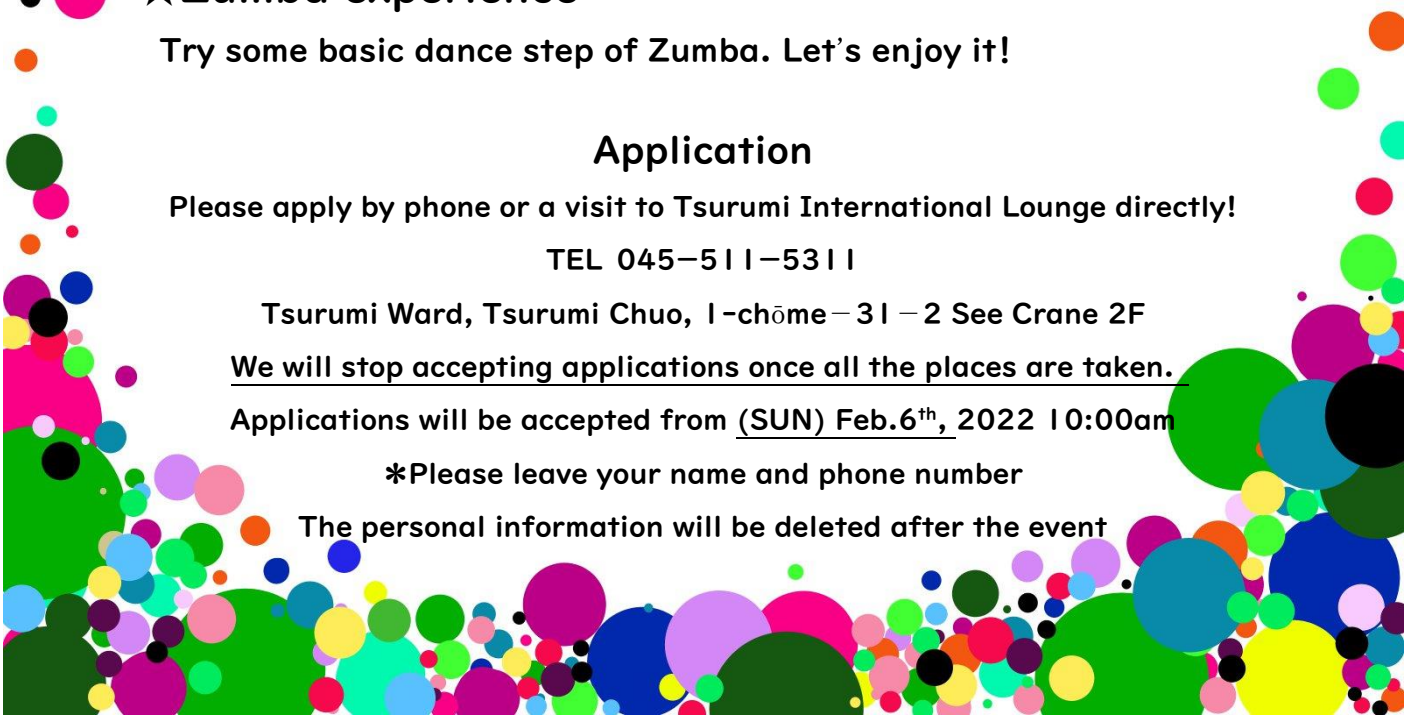 Try some basic dance step of Zumba. Let's enjoy it!
Application
Please apply by phone or a visit to Tsurumi International Lounge directly!
TEL 045−511−5311
Tsurumi Ward, Tsurumi Chuo, 1-chōme−31−2 See Crane 2F
We will stop accepting applications once all the places are taken.
Applications will be accepted from (SUN) Feb.6th, 2022 10:00am
*Please leave your name and phone number
The personal information will be deleted after the event